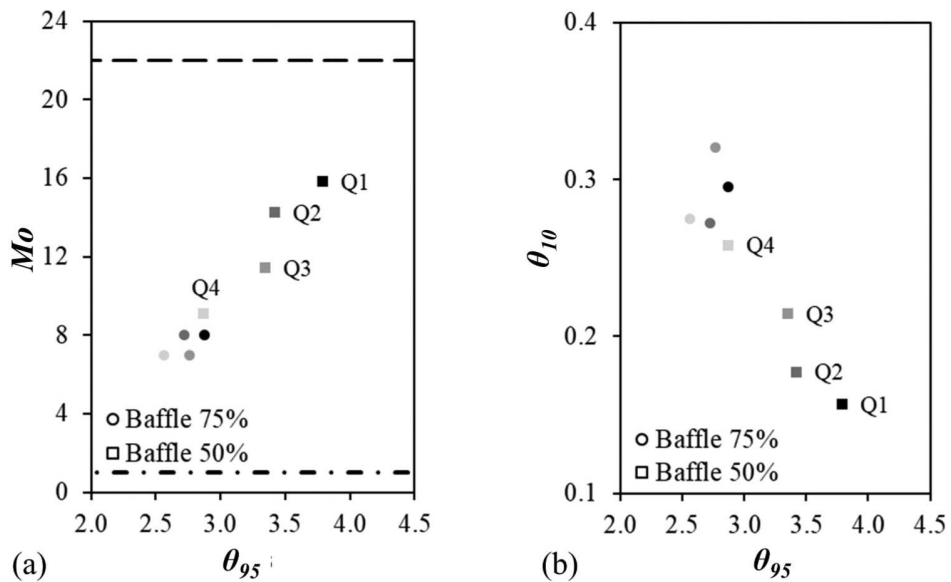 24
20
16
12
8
4
0
Mo
Q1
Q2
Q3
Q4
Baffle 75%
Baffle 50%
2.0 2.5 3.0 3.5 4.0 4.5
(a) θ95
0.4
0.3
0.2
0.1
θ10
Q4
Q3
Q2
Q1
Baffle 75%
Baffle 50%
2.0 2.5 3.0 3.5 4.0 4.5
(b) θ95